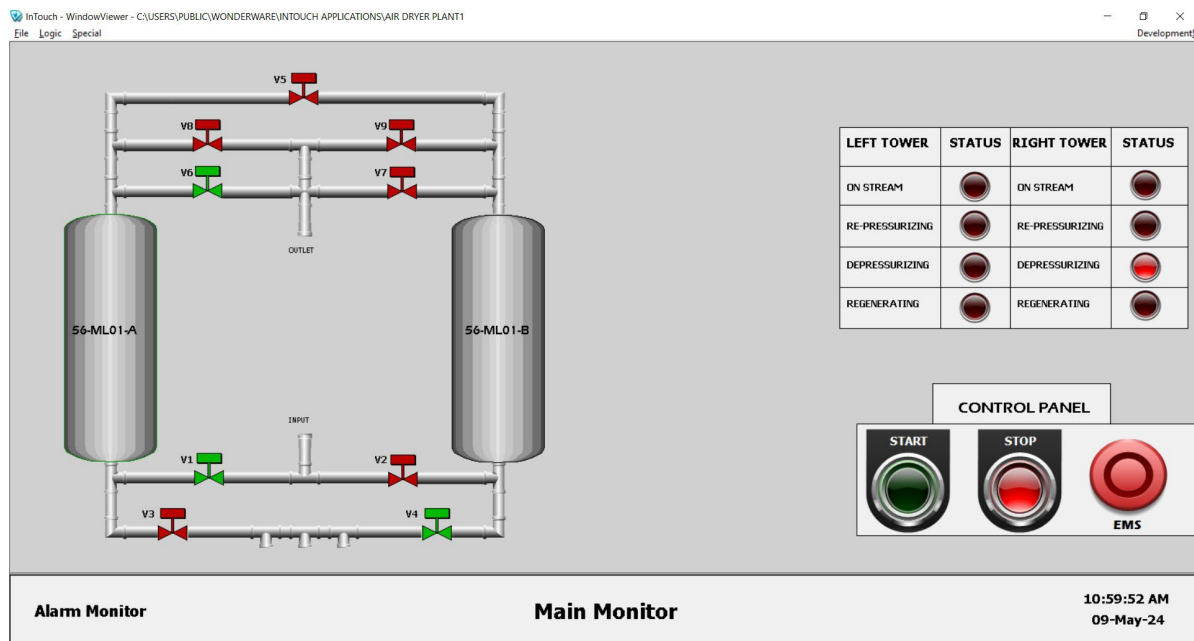 InTouch - WindowViewer - C:\USERS\PUBLIC\WONDERWARE\INTOUCH APPLICATIONS\AIR DRYER PLANT1
File Logic Special Development!
V5
V8 V9
V6 V7
OUTLET
56-ML01-A 56-ML01-B
INPUT
V1 V2
V3 V4
LEFT TOWER STATUS RIGHT TOWER STATUS
ON STREAM ON STREAM
RE-PRESSURIZING RE-PRESSURIZING
DEPRESSURIZING DEPRESSURIZING
REGENERATING REGENERATING
CONTROL PANEL
START STOP
EMS
Alarm Monitor
Main Monitor
10:59:52 AM
09-May-24